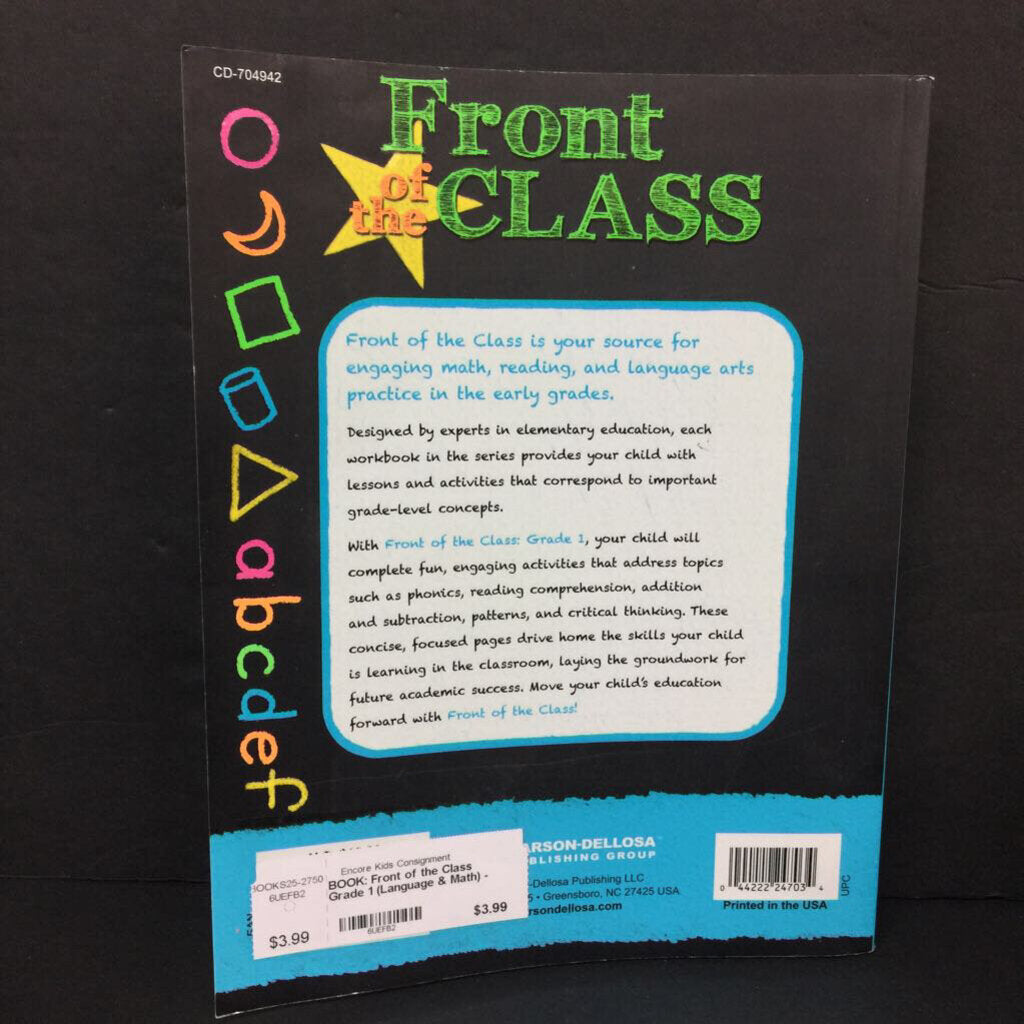 CD-704942
Front
of
the CLASS
Front of the Class is your source for
engaging math, reading, and language arts
practice in the early grades.
Designed by experts in elementary education, each
workbook in the series provides your child with
lessons and activities that correspond to important
grade-level concepts.
With Front of the Class: Grade 1, your child will
complete fun, engaging activities that address topics
such as phonics, reading comprehension, addition
and subtraction, patterns, and critical thinking. These
concise, focused pages drive home the skills your child
is learning in the classroom, laying the groundwork for
future academic success. Move your child's education
forward with Front of the Class!
a
b
c
d
e
f
BOOKS25-2750
6UEFB2
$3.99
Encore Kids Consignment
BOOK: Front of the Class
Grade 1 (Language & Math) -
$3.99
6UEFB2
ARSON-DELLOSA™
BLISHING GROUP
-Dellosa Publishing LLC
5 • Greensboro, NC 27425 USA
rsondellosa.com
0 44222 24703 4
UPC
Printed in the USA